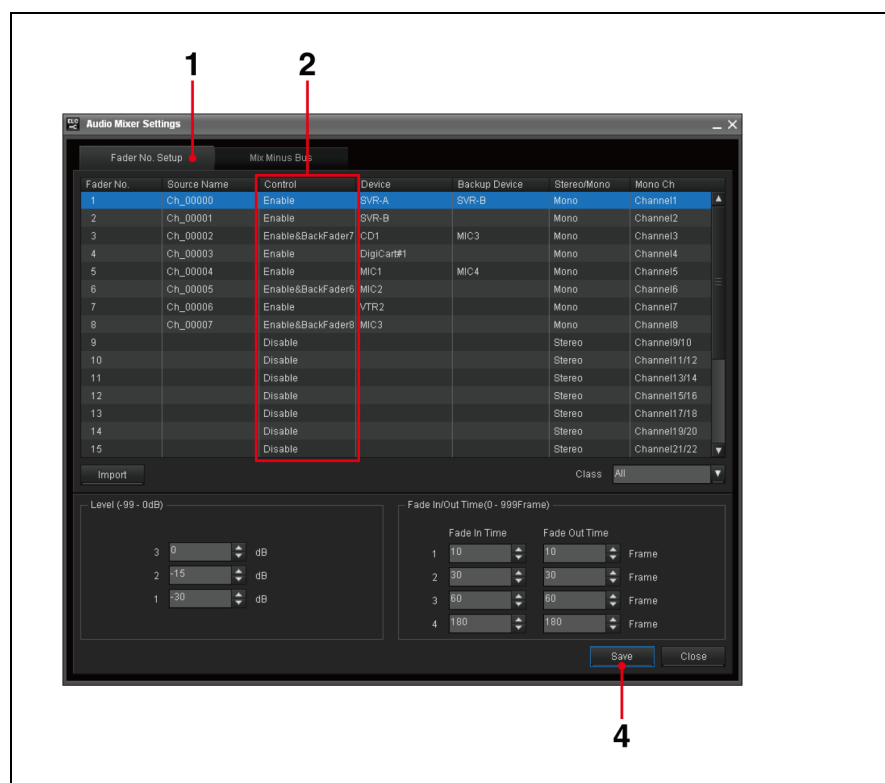 1 2
ELC Audio Mixer Settings
Fader No. Setup Mix Minus Bus
Fader No. Source Name Control Device Backup Device Stereo/Mono Mono Ch
1 Ch_00000 Enable SVR-A SVR-B Mono Channel1
2 Ch_00001 Enable SVR-B Mono Channel2
3 Ch_00002 Enable&BackFader7 CD1 MIC3 Mono Channel3
4 Ch_00003 Enable DigiCart#1 Mono Channel4
5 Ch_00004 Enable MIC1 MIC4 Mono Channel5
6 Ch_00005 Enable&BackFader6 MIC2 Mono Channel6
7 Ch_00006 Enable VTR2 Mono Channel7
8 Ch_00007 Enable&BackFader8 MIC3 Mono Channel8
9 Disable Stereo Channel9/10
10 Disable Stereo Channel11/12
11 Disable Stereo Channel13/14
12 Disable Stereo Channel15/16
13 Disable Stereo Channel17/18
14 Disable Stereo Channel19/20
15 Disable Stereo Channel21/22
Import Class All
Level (-99 - 0dB) Fade In/Out Time(0 - 999Frame)
Fade In Time Fade Out Time
3 0 dB 1 10 10 Frame
2 -15 dB 2 30 30 Frame
1 -30 dB 3 60 60 Frame
4 180 180 Frame
Save Close
4